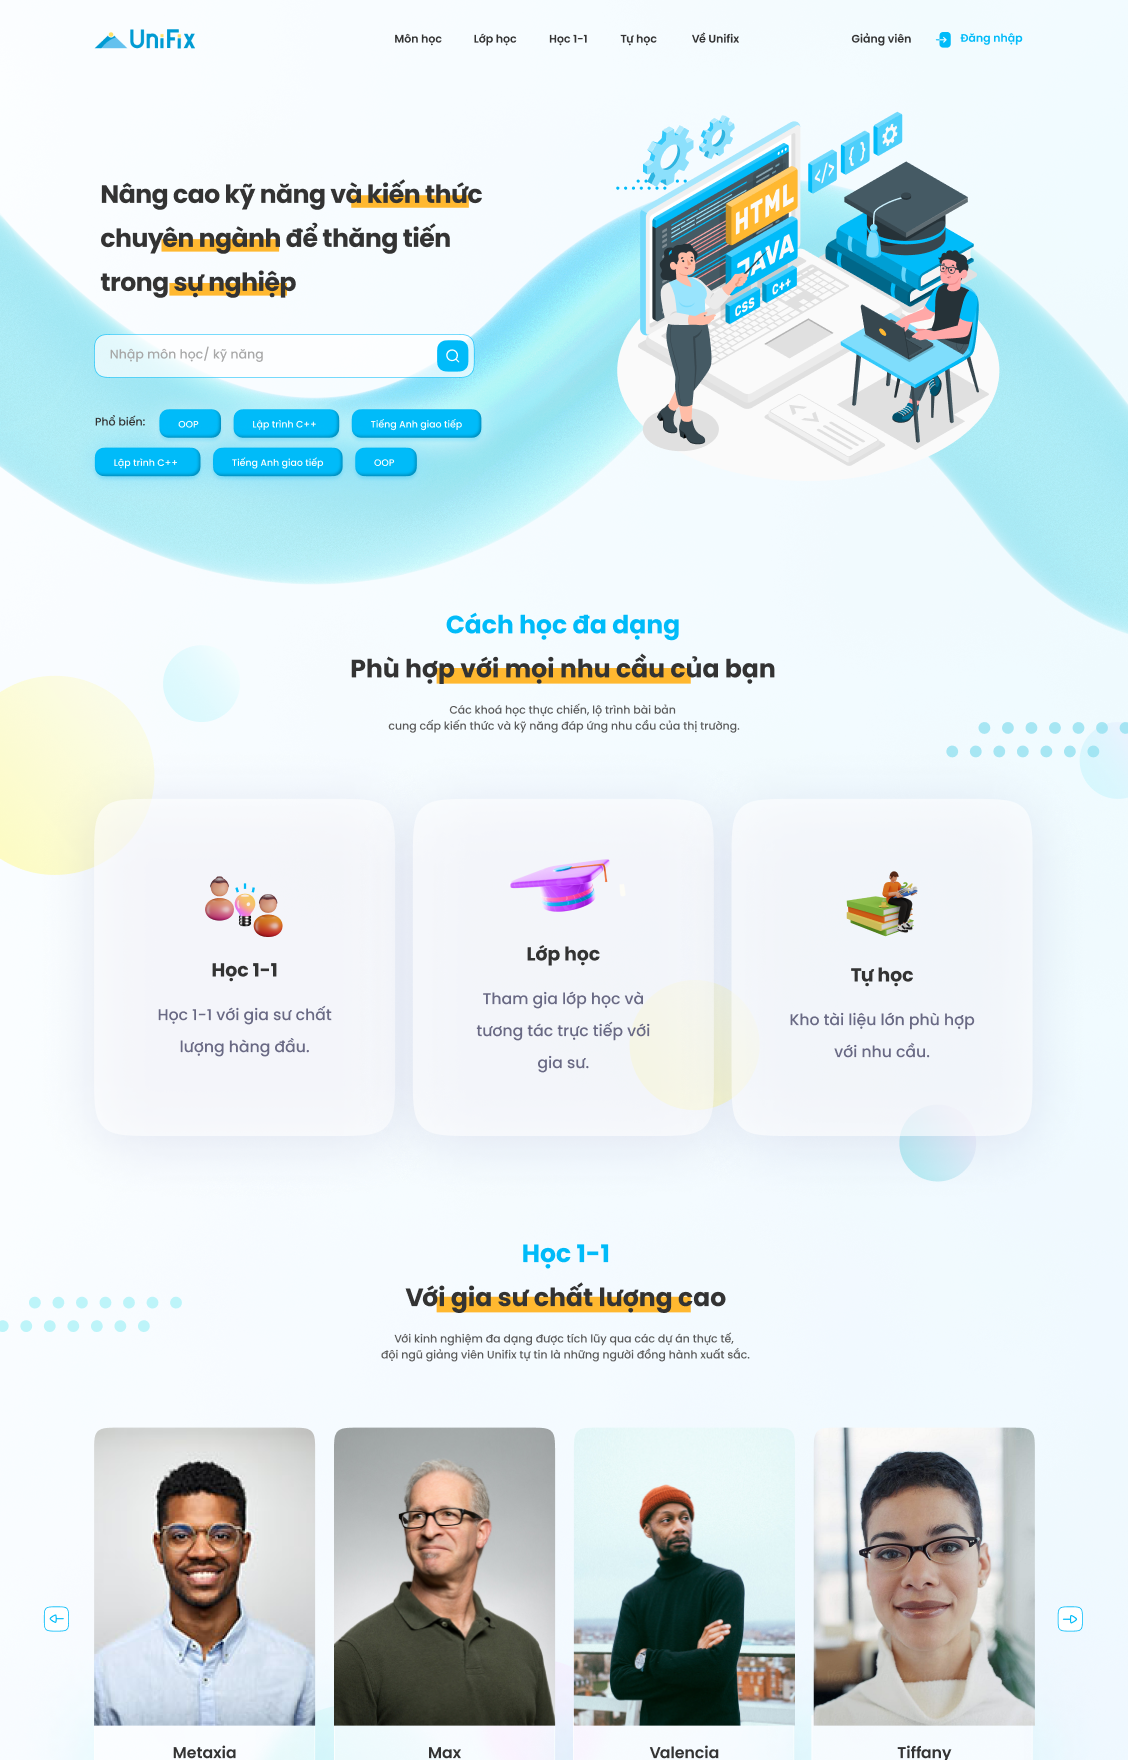 UniFix
Môn học
Lớp học
Học 1-1
Tự học
Về Unifix
Giảng viên
Đăng nhập
Nâng cao kỹ năng và kiến thức
chuyên ngành để thăng tiến
trong sự nghiệp
Nhập môn học/ kỹ năng
Phổ biến:
OOP
Lập trình C++
Tiếng Anh giao tiếp
Lập trình C++
Tiếng Anh giao tiếp
OOP
HTML
JAVA
CSS
C++
</>
{ }
Cách học đa dạng
Phù hợp với mọi nhu cầu của bạn
Các khoá học thực chiến, lộ trình bài bản
cung cấp kiến thức và kỹ năng đáp ứng nhu cầu của thị trường.
Học 1-1
Học 1-1 với gia sư chất
lượng hàng đầu.
Lớp học
Tham gia lớp học và
tương tác trực tiếp với
gia sư.
Tự học
Kho tài liệu lớn phù hợp
với nhu cầu.
Học 1-1
Với gia sư chất lượng cao
Với kinh nghiệm đa dạng được tích lũy qua các dự án thực tế,
đội ngũ giảng viên Unifix tự tin là những người đồng hành xuất sắc.
Metaxia
Max
Valencia
Tiffany